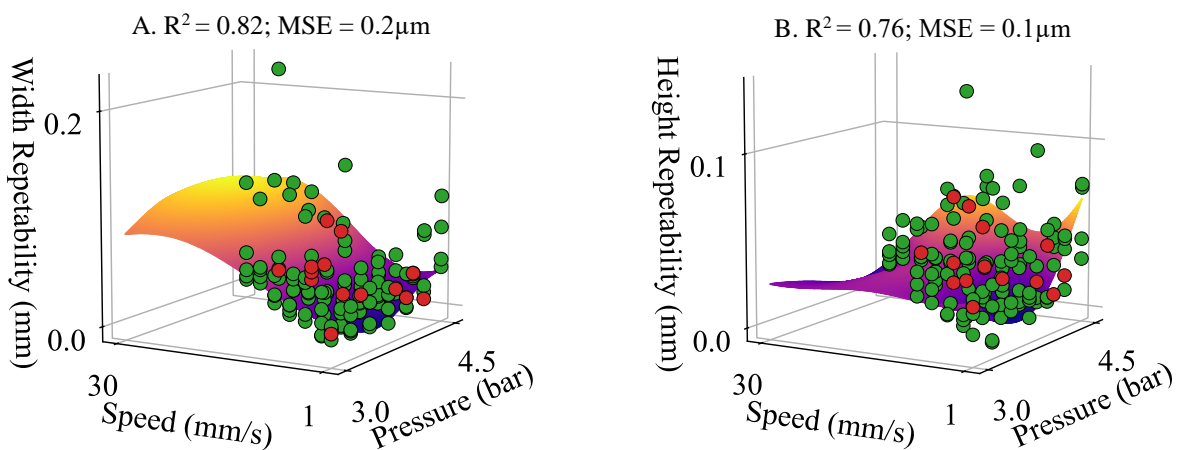 A. R² = 0.82; MSE = 0.2µm
Width Repetability (mm)
0.2
0.0
30
Speed (mm/s)
1
3.0
Pressure (bar)
4.5
B. R² = 0.76; MSE = 0.1µm
Height Repetability (mm)
0.1
0.0
30
Speed (mm/s)
1
3.0
Pressure (bar)
4.5